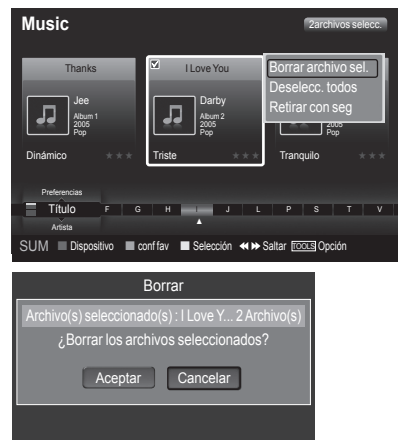 Music
2archivos selecc.
Thanks
I Love You
Borrar archivo sel.
Deselecc. todos
Retirar con seg
Jee
Album 1
2005
Pop
Darby
Album 2
2005
Pop
2005
Pop
Dinámico
Triste
Tranquilo
Preferencias
Título F G H I J L P S T V
Artista
SUM Dispositivo conf fav Selección Saltar TOOLS Opción
Borrar
Archivo(s) seleccionado(s) : I Love Y... 2 Archivo(s)
¿Borrar los archivos seleccionados?
Aceptar Cancelar